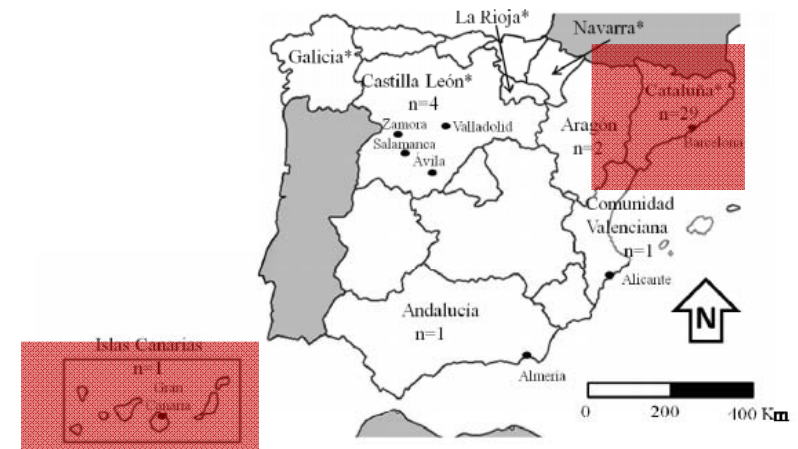 La Rioja*
Navarra*
Galicia*
Castilla León*
n=4
Cataluña*
n=29
Zamora
Valladolid
Aragón
n=2
Barcelona
Salamanca
Ávila
Comunidad
Valenciana
n=1
Alicante
Andalucía
n=1
N
Islas Canarias
n=1
Gran
Canaria
Almería
0
200
400 Km